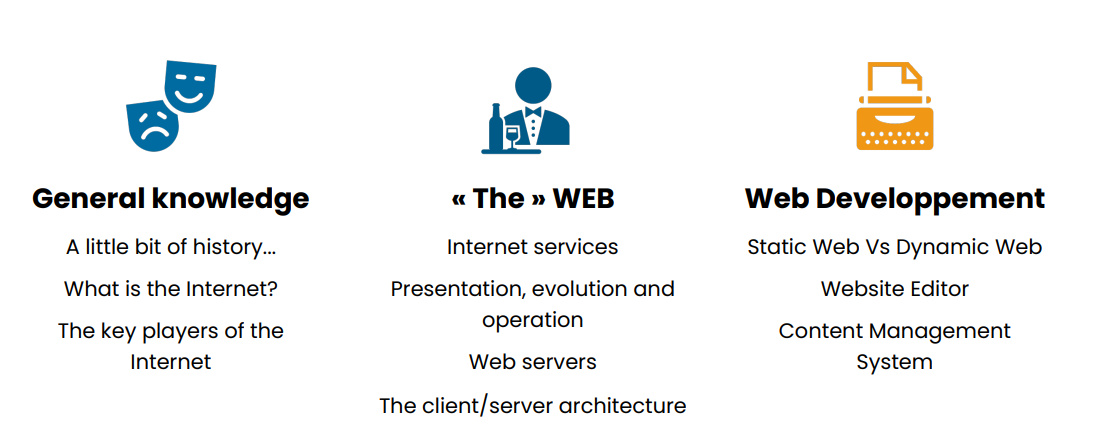 General knowledge
A little bit of history...
What is the Internet?
The key players of the
Internet
« The » WEB
Internet services
Presentation, evolution and
operation
Web servers
The client/server architecture
Web Developpement
Static Web Vs Dynamic Web
Website Editor
Content Management
System